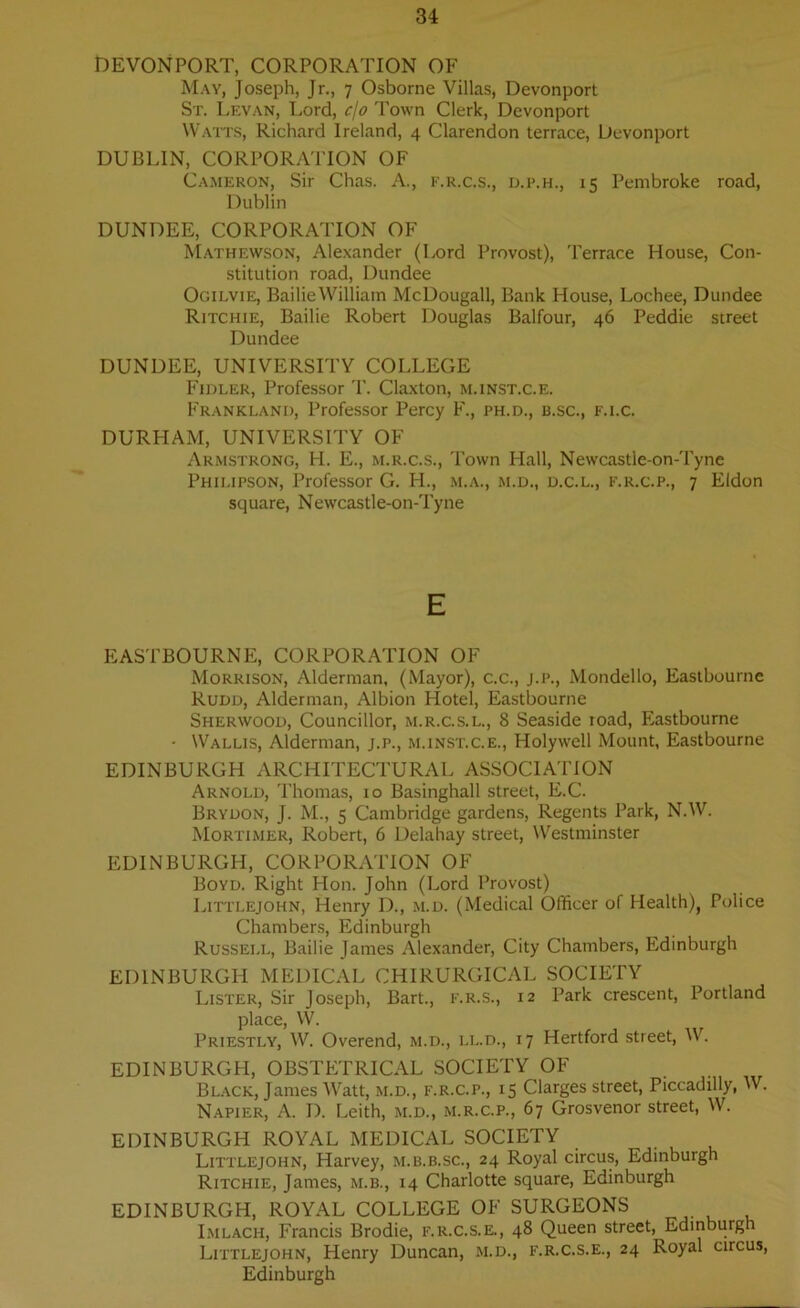 34
DEVONPORT, CORPORATION OF
May, Joseph, Jr., 7 Osborne Villas, Devonport
St. Levan, Lord, c/o Town Clerk, Devonport
Watts, Richard Ireland, 4 Clarendon terrace, Devonport
DUBLIN, CORPORATION OF
Cameron, Sir Chas. A., F.R.C.S., D.P.H., 15 Pembroke road,
Dublin
DUNDEE, CORPORATION OF
Mathewson, Alexander (Lord Provost), Terrace House, Con-
stitution road, Dundee
Ogilvie, Bailie William McDougall, Bank House, Lochee, Dundee
Ritchie, Bailie Robert Douglas Balfour, 46 Peddie street
Dundee
DUNDEE, UNIVERSITY COLLEGE
Fidler, Professor T. Claxton, M.INST.C.E.
Frankland, Professor Percy F., PH.D., B.SC., F.I.C.
DURHAM, UNIVERSITY OF
Armstrong, H. E., M.R.C.S., Town Hall, Newcastle-on-Tyne
Philipson, Professor G. H., M.A., M.D., D.C.L., F.R.C.P., 7 Eldon
square, Newcastle-on-Tyne
E
EASTBOURNE, CORPORATION OF
Morrison, Alderman, (Mayor), C.C., J.P., Mondello, Eastbourne
Rudd, Alderman, Albion Hotel, Eastbourne
Sherwood, Councillor, M.R.C.S.L., 8 Seaside road, Eastbourne
Wallis, Alderman, J.P., M.INST.C.E., Holywell Mount, Eastbourne
EDINBURGH ARCHITECTURAL ASSOCIATION
Arnold, Thomas, 10 Basinghall street, E.C.
Brydon, J. M., 5 Cambridge gardens, Regents Park, N.W.
Mortimer, Robert, 6 Delahay street, Westminster
EDINBURGH, CORPORATION OF
Boyd. Right Hon. John (Lord Provost)
Littlejohn, Henry D., M.D. (Medical Officer of Health), Police
Chambers, Edinburgh
Russell, Bailie James Alexander, City Chambers, Edinburgh
EDINBURGH MEDICAL CHIRURGICAL SOCIETY
Lister, Sir Joseph, Bart., F.R.S., 12 Park crescent, Portland
place, W.
Priestly, W. Overend, M.D., LL.D., 17 Hertford street, W.
EDINBURGH, OBSTETRICAL SOCIETY OF
Black, James Watt, M.D., F.R.C.P., 15 Clarges street, Piccadilly, W.
Napier, A. D. Leith, M.D., M.R.C.P., 67 Grosvenor street, W.
EDINBURGH ROYAL MEDICAL SOCIETY
Littlejohn, Harvey, M.B.B.SC., 24 Royal circus, Edinburgh
Ritchie, James, M.B., 14 Charlotte square, Edinburgh
EDINBURGH, ROYAL COLLEGE OF SURGEONS
Imlach, Francis Brodie, F.R.C.S.E., 48 Queen street, Edinburgh
Littlejohn, Henry Duncan, M.D., F.R.C.S.E., 24 Royal circus,
Edinburgh